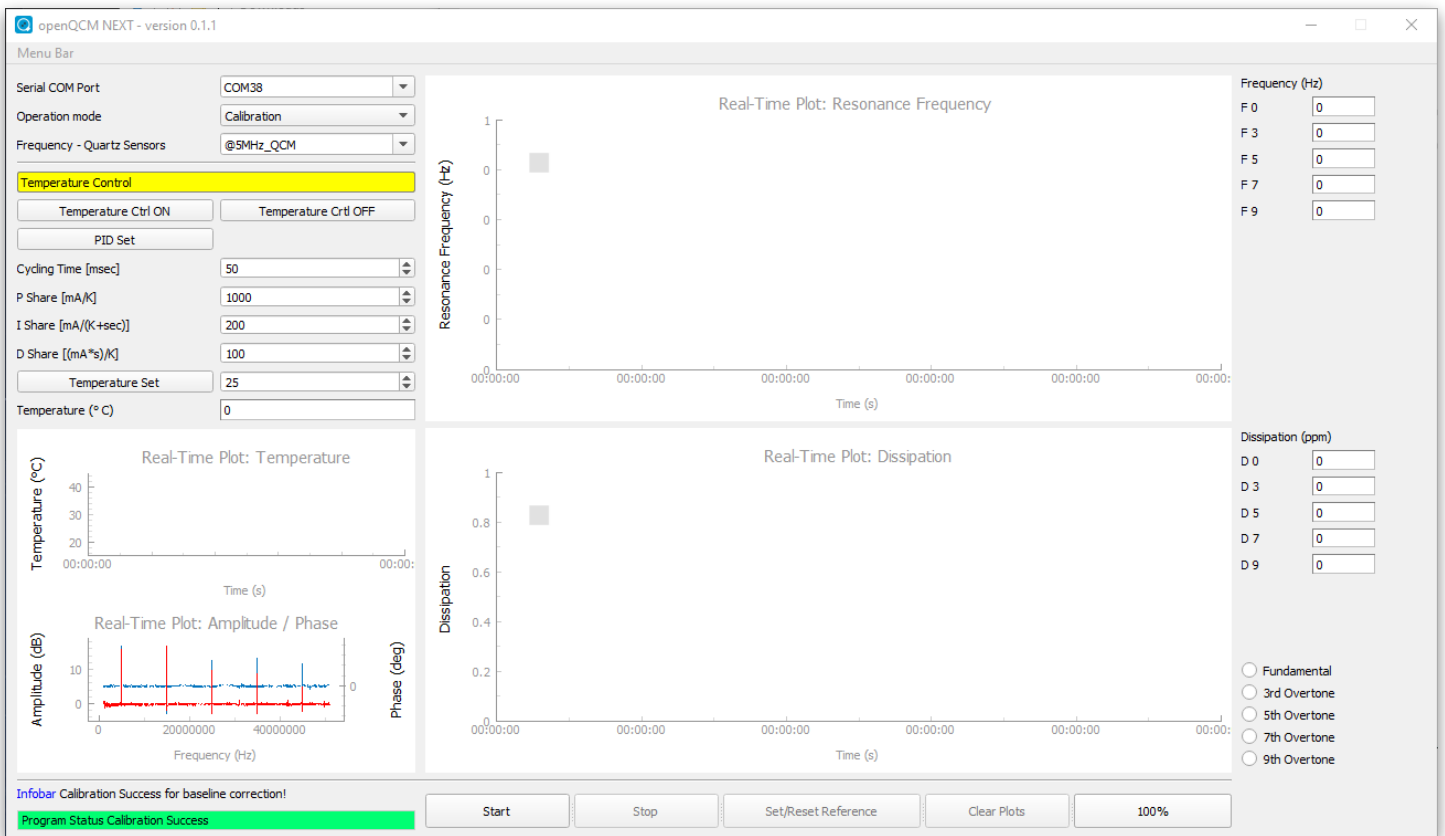 openQCM NEXT - version 0.1.1
Menu Bar
Serial COM Port COM38
Operation mode Calibration
Frequency - Quartz Sensors @5MHz_QCM
Temperature Control
Temperature Ctrl ON Temperature Crtl OFF
PID Set
Cycling Time [msec] 50
P Share [mA/K] 1000
I Share [mA/(K+sec)] 200
D Share [(mA*s)/K] 100
Temperature Set 25
Temperature (° C) 0
Real-Time Plot: Temperature
Temperature (°C)
40
30
20
00:00:00 00:00:
Time (s)
Real-Time Plot: Amplitude / Phase
Amplitude (dB)
10
0
0
Phase (deg)
0 20000000 40000000
Frequency (Hz)
Infobar Calibration Success for baseline correction!
Program Status Calibration Success
Real-Time Plot: Resonance Frequency
Resonance Frequency (Hz)
1
0
0
0
0
0
00:00:00 00:00:00 00:00:00 00:00:00 00:00:00 00:00:
Time (s)
Real-Time Plot: Dissipation
Dissipation
1
0.8
0.6
0.4
0.2
0
00:00:00 00:00:00 00:00:00 00:00:00 00:00:00 00:00:
Time (s)
Start Stop Set/Reset Reference Clear Plots 100%
Frequency (Hz)
F 0 0
F 3 0
F 5 0
F 7 0
F 9 0
Dissipation (ppm)
D 0 0
D 3 0
D 5 0
D 7 0
D 9 0
Fundamental
3rd Overtone
5th Overtone
7th Overtone
9th Overtone